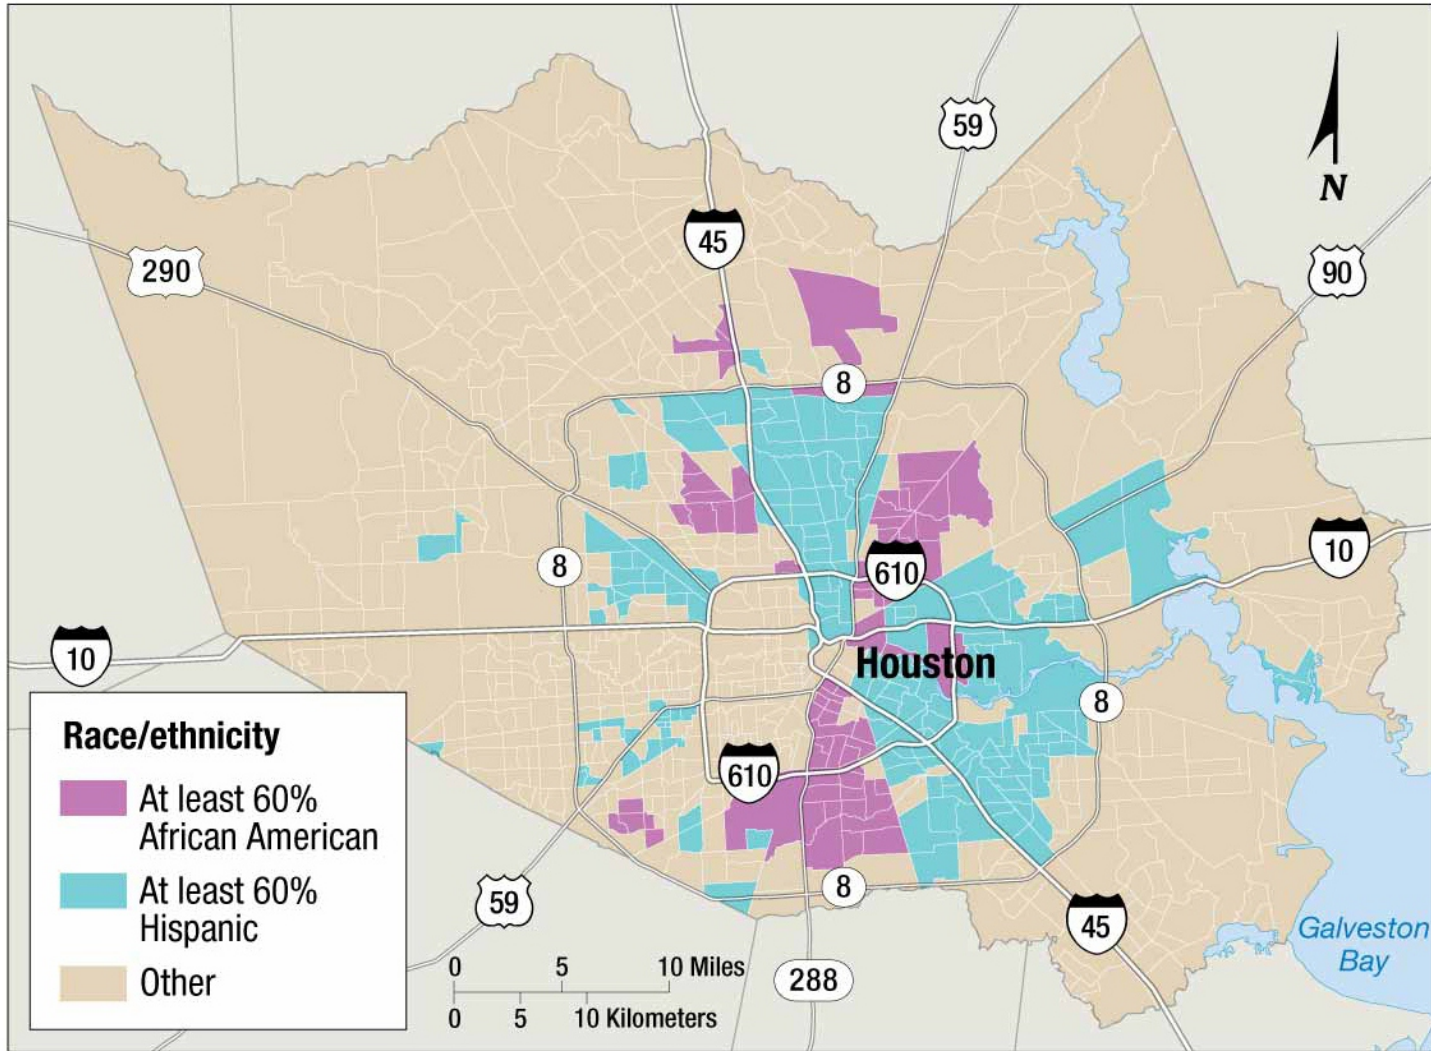 59
N
45
290
90
8
8
610
10
10
Houston
8
Race/ethnicity
At least 60%
African American
At least 60%
Hispanic
Other
610
8
59
45
Galveston
Bay
288
0 5 10 Miles
0 5 10 Kilometers